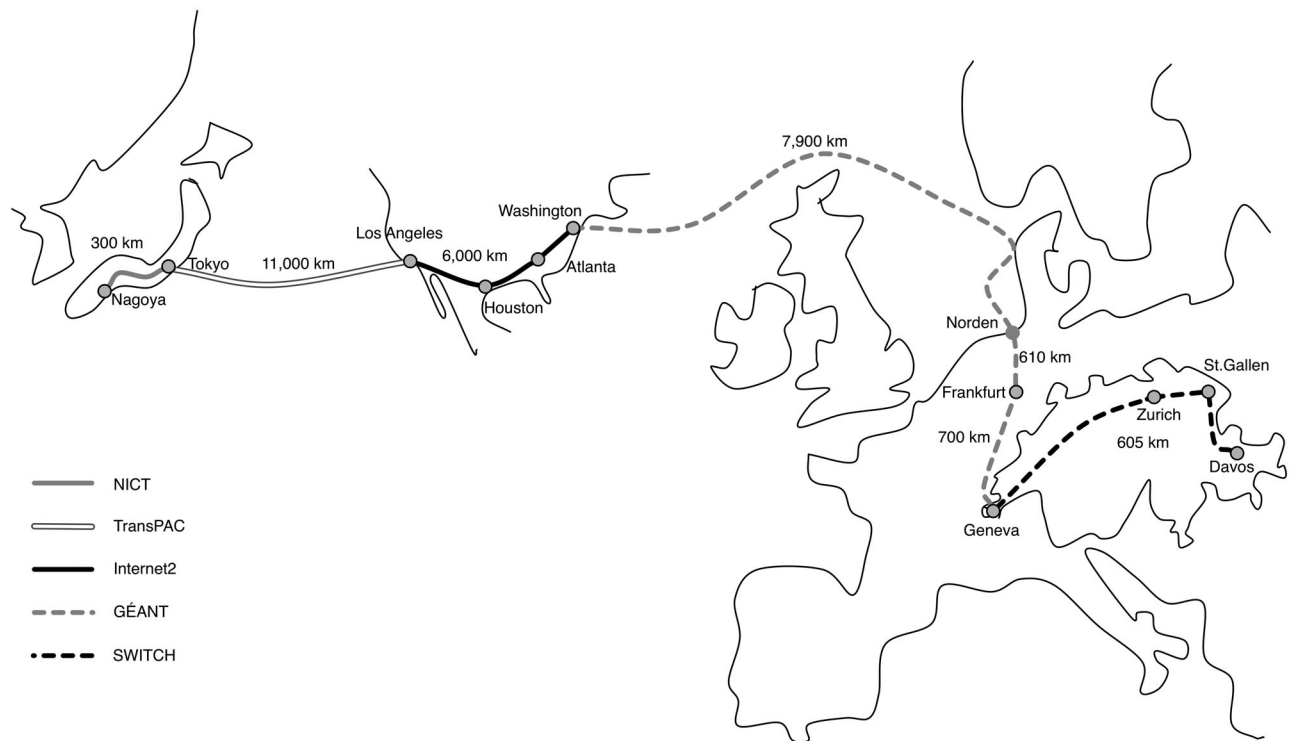 7,900 km
Washington
Los Angeles
300 km
6,000 km
Tokyo
11,000 km
Atlanta
Nagoya
Houston
Norden
610 km
St.Gallen
Frankfurt
Zurich
700 km
605 km
Davos
Geneva
NICT
TransPAC
Internet2
GÉANT
SWITCH